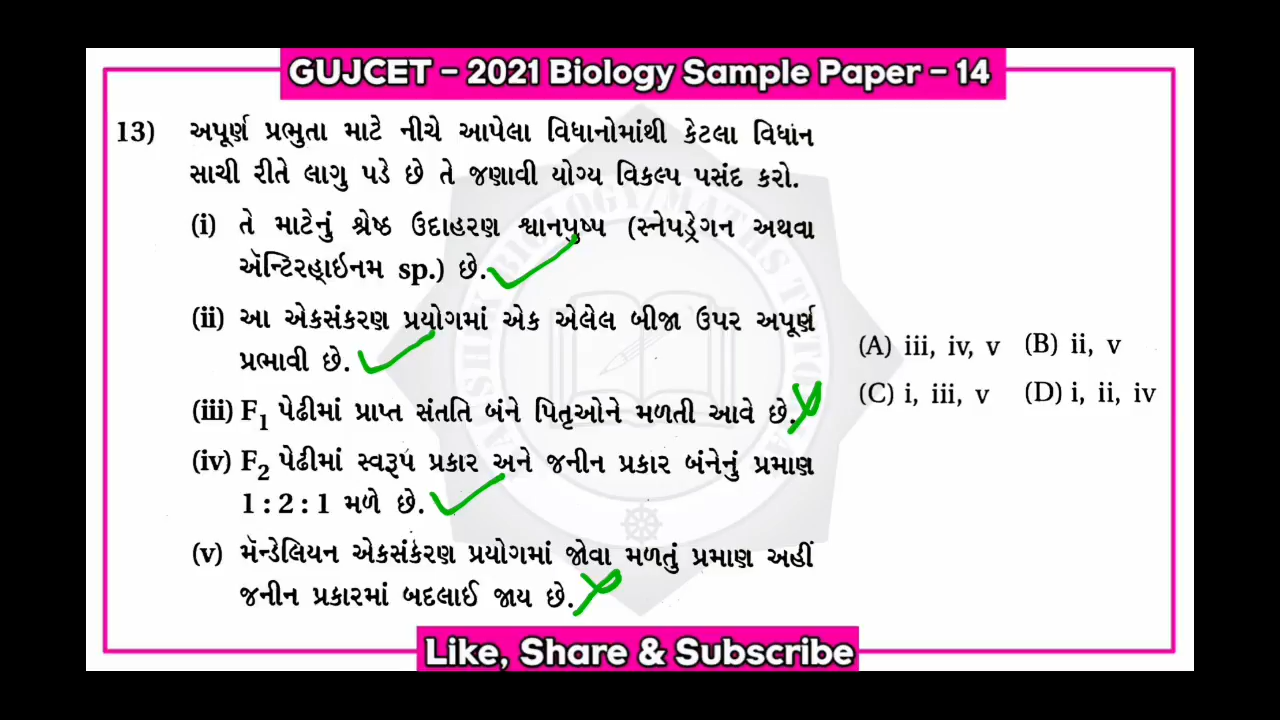 GUJCET – 2021 Biology Sample Paper – 14
13) અપૂર્ણ પ્રભુતા માટે નીચે આપેલા વિધાનોમાંથી કેટલા વિધાન
સાચી રીતે લાગુ પડે છે તે જણાવી યોગ્ય વિકલ્પ પસંદ કરો.
(i) તે માટેનું શ્રેષ્ઠ ઉદાહરણ શ્વાનપુષ્પ (સ્નેપડ્રેગન અથવા
ઍન્ટિરહ્રાઇનમ sp.) છે.
(ii) આ એકસંકરણ પ્રયોગમાં એક એલેલ બીજા ઉપર અપૂર્ણ
પ્રભાવી છે.
(iii) F1 પેઢીમાં પ્રાપ્ત સંતતિ બંને પિતૃઓને મળતી આવે છે.
(iv) F2 પેઢીમાં સ્વરૂપ પ્રકાર અને જનીન પ્રકાર બંનેનું પ્રમાણ
1 : 2 : 1 મળે છે.
(v) મૅન્ડેલિયન એકસંકરણ પ્રયોગમાં જોવા મળતું પ્રમાણ અહીં
જનીન પ્રકારમાં બદલાઈ જાય છે.
(A) iii, iv, v (B) ii, v
(C) i, iii, v (D) i, ii, iv
Like, Share & Subscribe